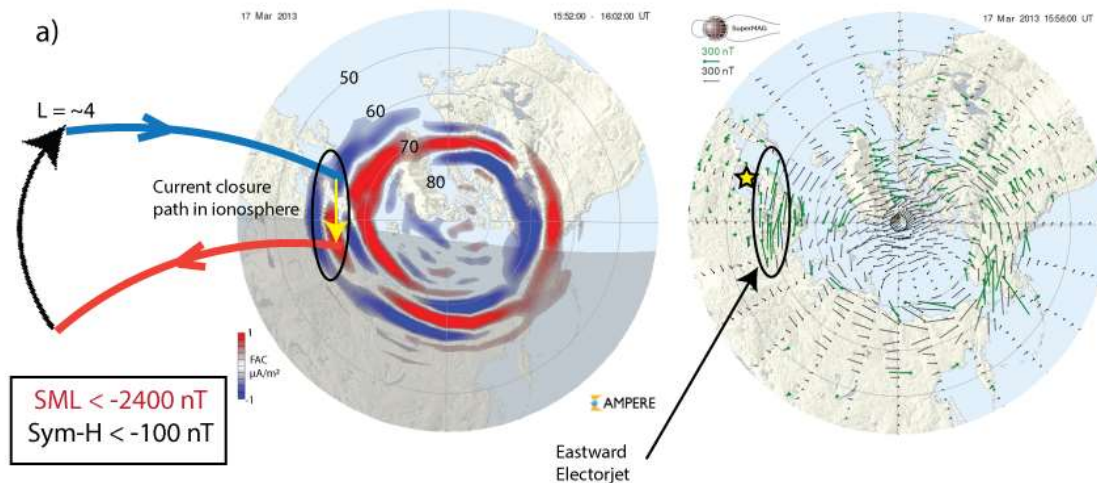 a)
17 Mar 2013
15:52:00 - 16:02:00 UT
50
60
70
80
L = ~4
Current closure
path in ionosphere
1
FAC
μA/m²
-1
AMPERE
SML < -2400 nT
Sym-H < -100 nT
SuperMAG
300 nT
300 nT
17 Mar 2013 15:56:00 UT
Eastward
Electorjet